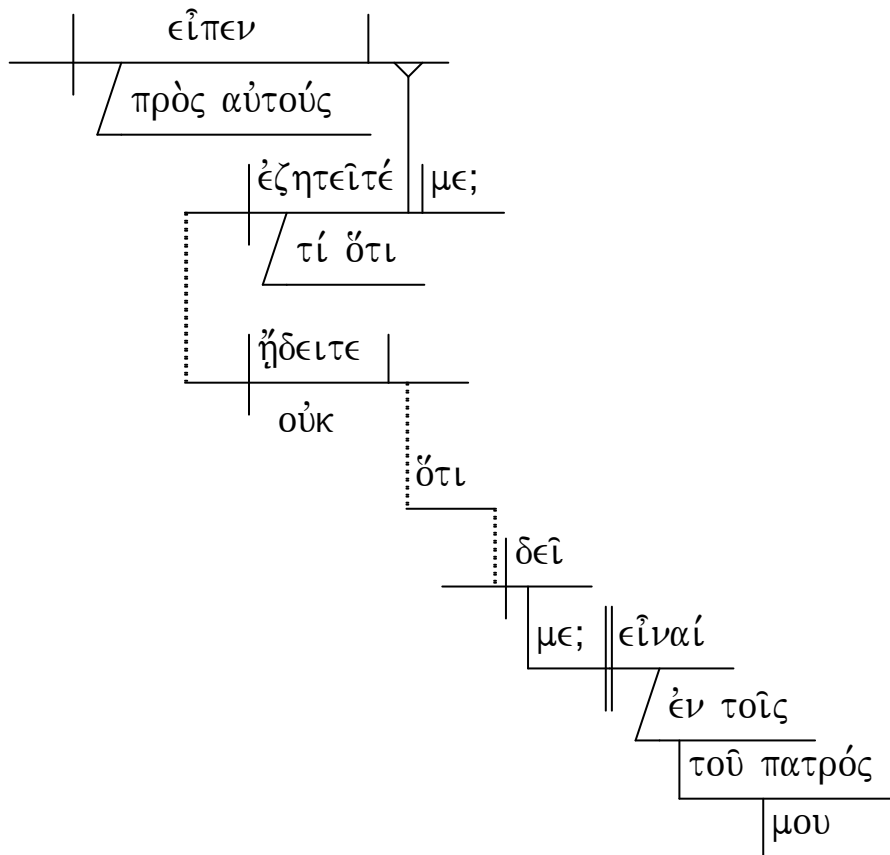 εἶπεν
πρὸς αὐτούς
ἐζητεῖτέ με;
τί ὅτι
ᾔδειτε
οὐκ
ὅτι
δεῖ
με; εἶναί
ἐν τοῖς
τοῦ πατρός
μου